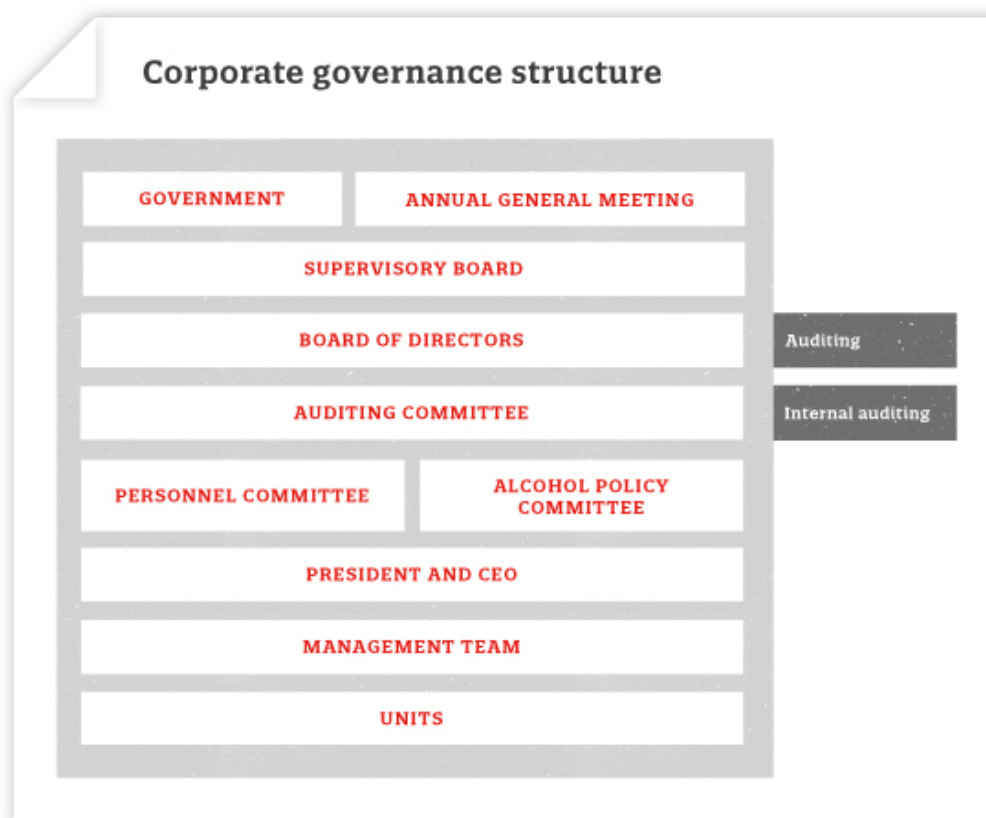 Corporate governance structure
GOVERNMENT
ANNUAL GENERAL MEETING
SUPERVISORY BOARD
BOARD OF DIRECTORS
Auditing
AUDITING COMMITTEE
Internal auditing
PERSONNEL COMMITTEE
ALCOHOL POLICY
COMMITTEE
PRESIDENT AND CEO
MANAGEMENT TEAM
UNITS